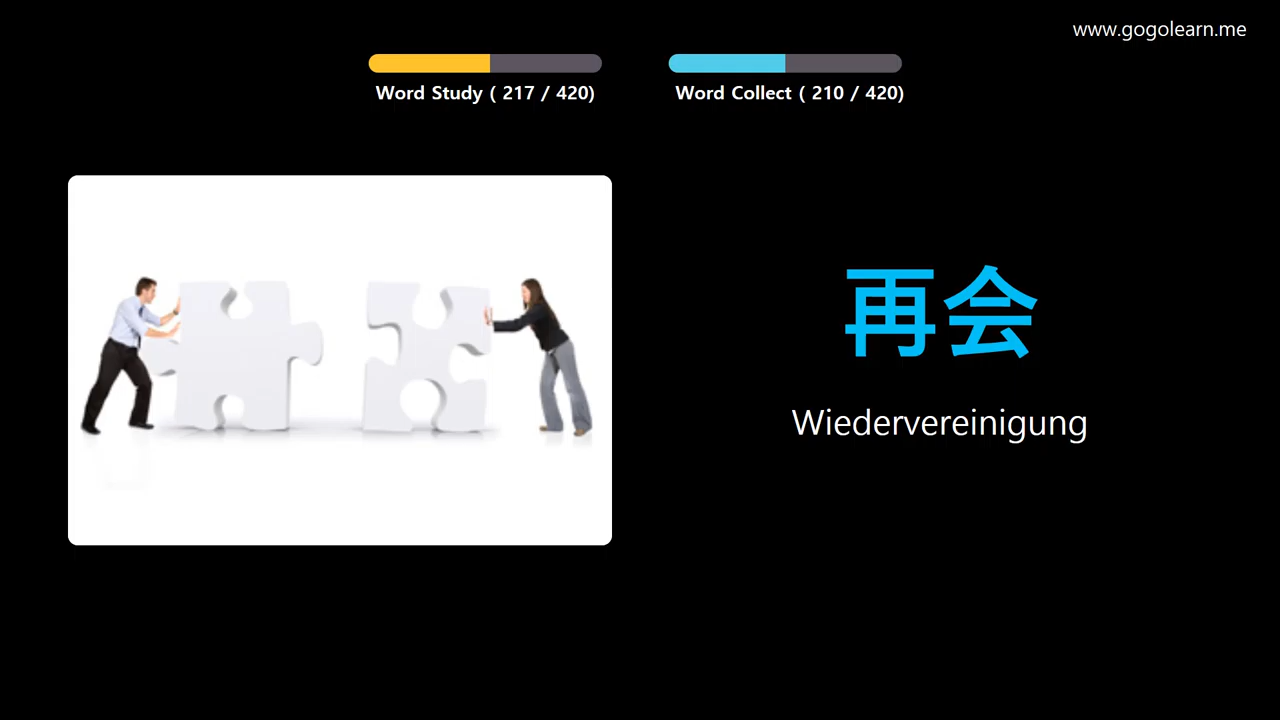 www.gogolearn.me
Word Study ( 217 / 420)
Word Collect ( 210 / 420)
再会
Wiedervereinigung